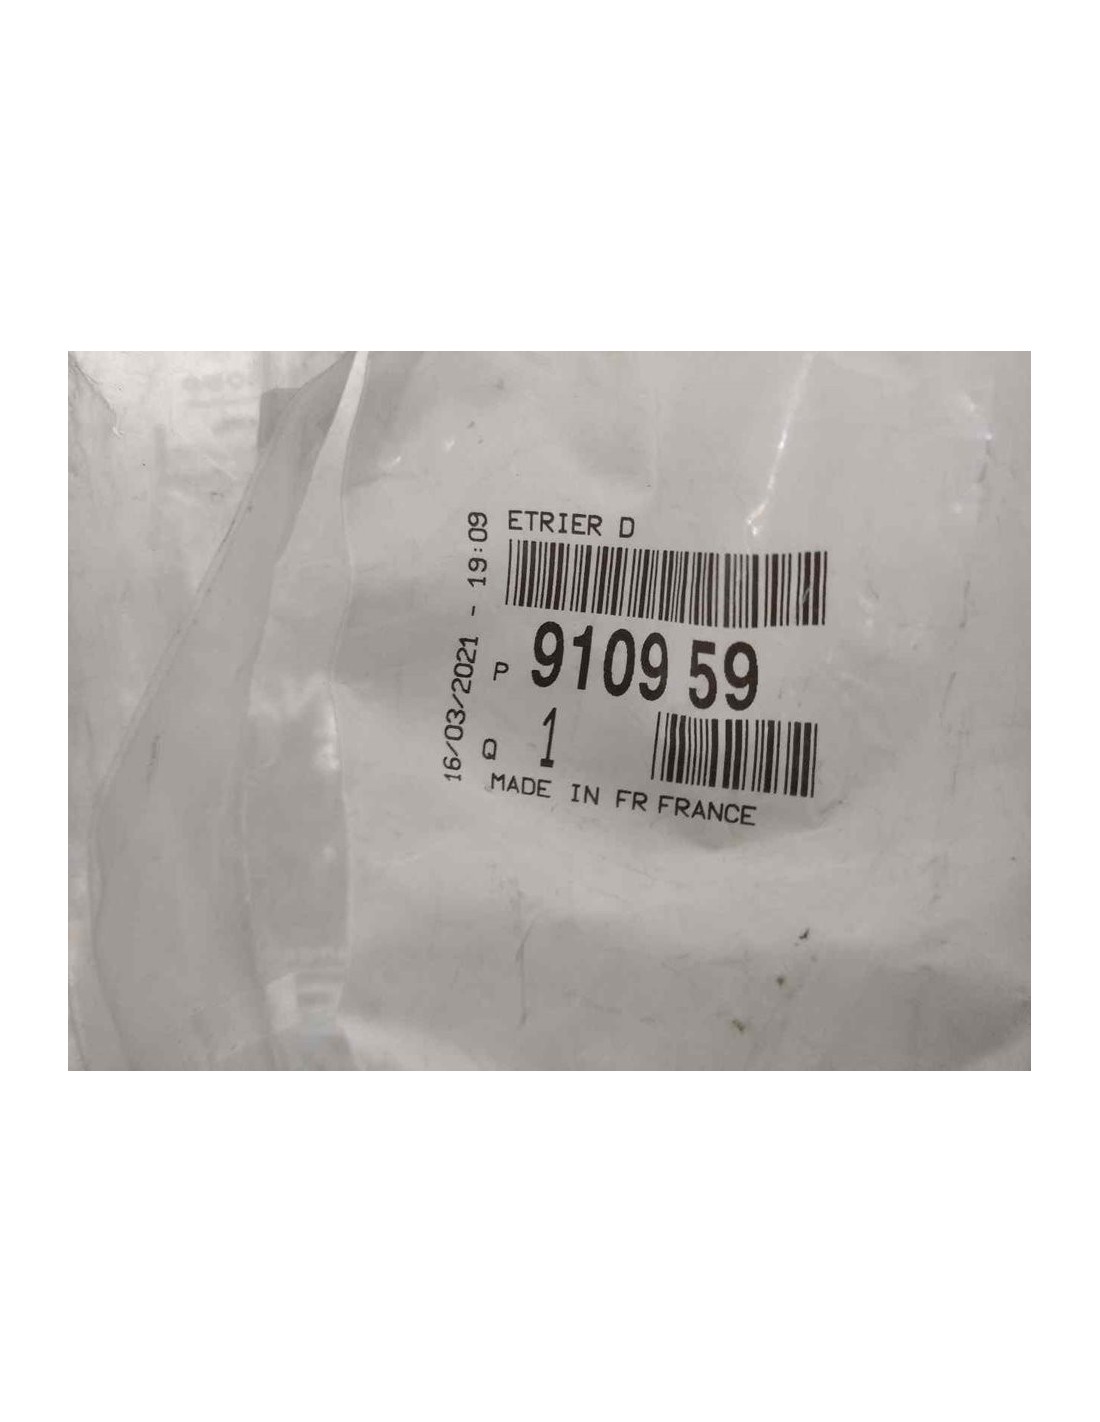 ETRIER D
16/03/2021 - 19:09
P 9109 59
Q 1
MADE IN FR FRANCE